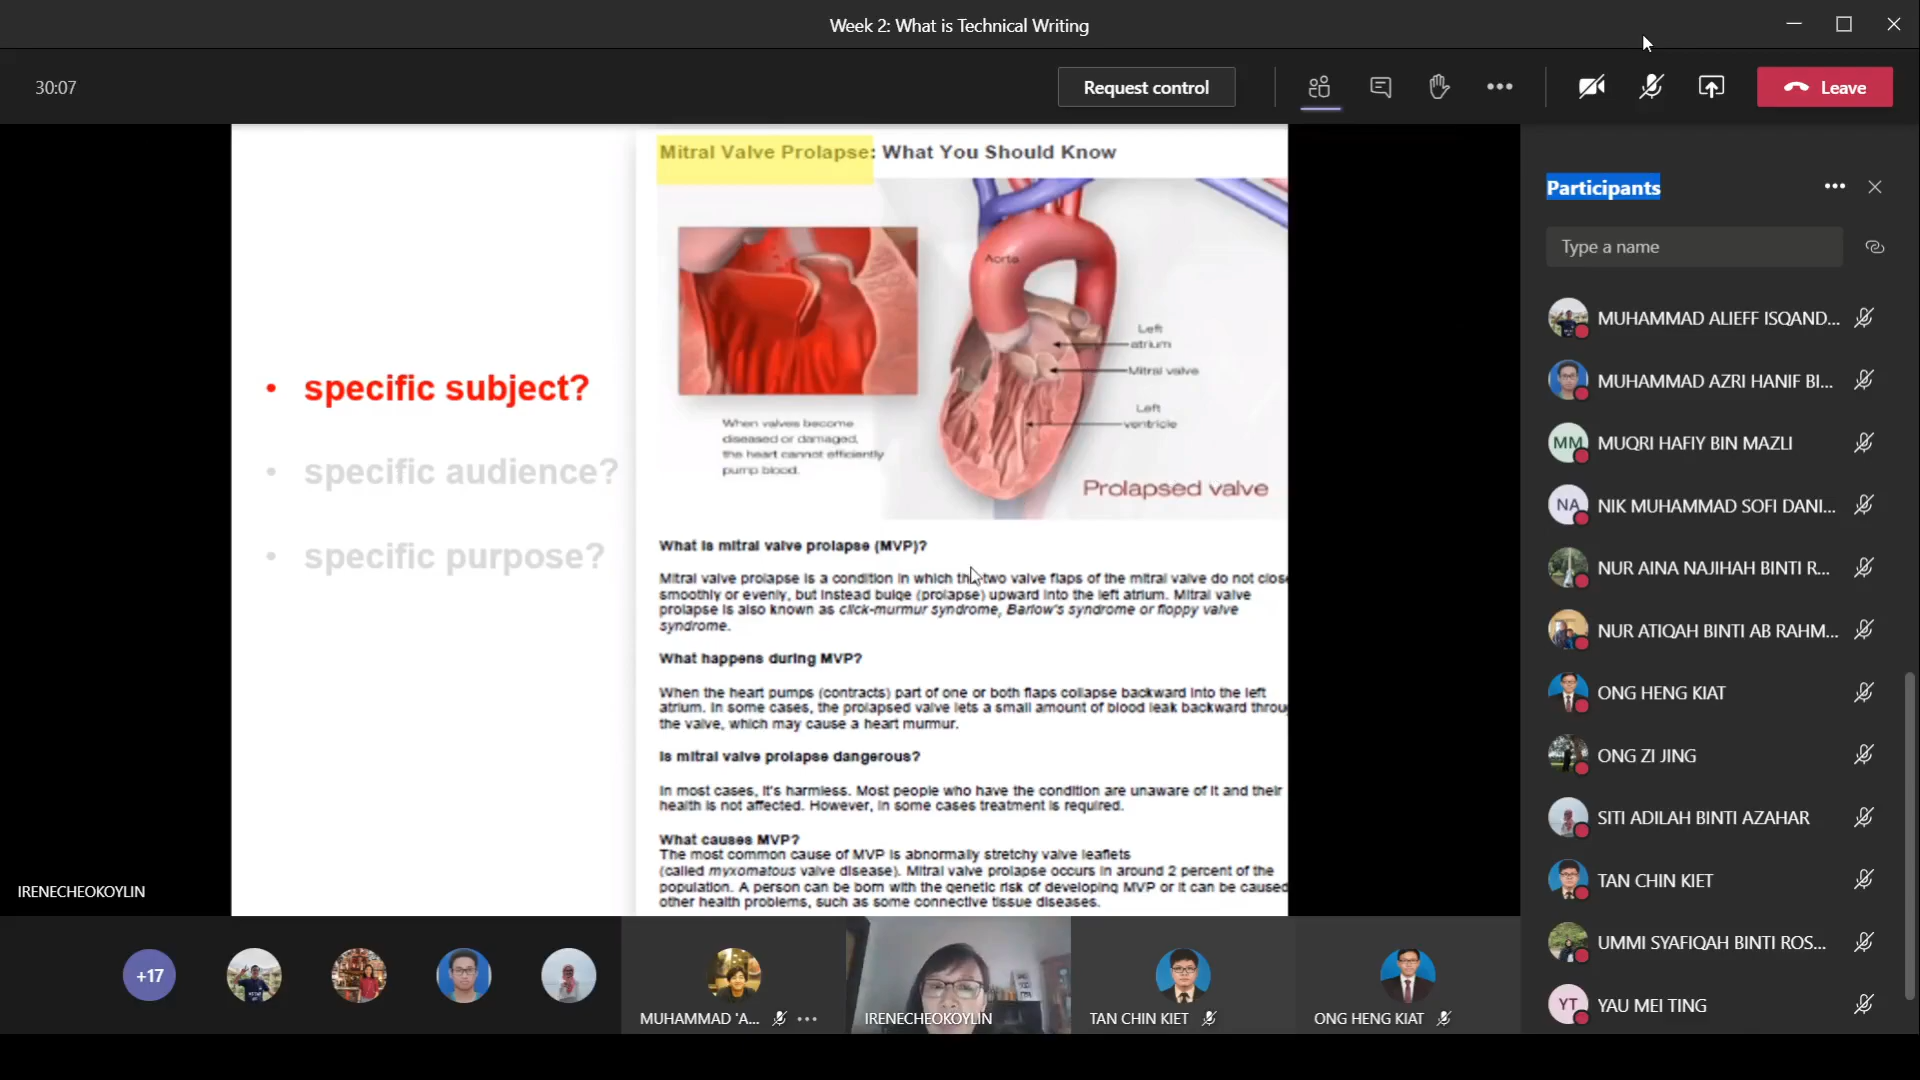 Week 2: What is Technical Writing
30:07
Request control
Leave
Mitral Valve Prolapse: What You Should Know
Aorta
Left
atrium
Mitral valve
Left
ventricle
When valves become
diseased or damaged,
the heart cannot efficiently
pump blood.
Prolapsed valve
• specific subject?
• specific audience?
• specific purpose?
What is mitral valve prolapse (MVP)?
Mitral valve prolapse is a condition in which the two valve flaps of the mitral valve do not close
smoothly or evenly, but instead bulge (prolapse) upward into the left atrium. Mitral valve
prolapse is also known as click-murmur syndrome, Barlow's syndrome or floppy valve
syndrome.
What happens during MVP?
When the heart pumps (contracts) part of one or both flaps collapse backward into the left
atrium. In some cases, the prolapsed valve lets a small amount of blood leak backward throu
the valve, which may cause a heart murmur.
Is mitral valve prolapse dangerous?
In most cases, it's harmless. Most people who have the condition are unaware of it and their
health is not affected. However, in some cases treatment is required.
What causes MVP?
The most common cause of MVP is abnormally stretchy valve leaflets
(called myxomatous valve disease). Mitral valve prolapse occurs in around 2 percent of the
population. A person can be born with the genetic risk of developing MVP or it can be caused
other health problems, such as some connective tissue diseases.
IRENECHEOKOYLIN
Participants
Type a name
MUHAMMAD ALIEFF ISQAND...
MUHAMMAD AZRI HANIF BI...
MM MUQRI HAFIY BIN MAZLI
NA NIK MUHAMMAD SOFI DANI...
NUR AINA NAJIHAH BINTI R...
NUR ATIQAH BINTI AB RAHM...
ONG HENG KIAT
ONG ZI JING
SITI ADILAH BINTI AZAHAR
TAN CHIN KIET
UMMI SYAFIQAH BINTI ROS...
YT YAU MEI TING
+17
MUHAMMAD 'A...
IRENECHEOKOYLIN
TAN CHIN KIET
ONG HENG KIAT